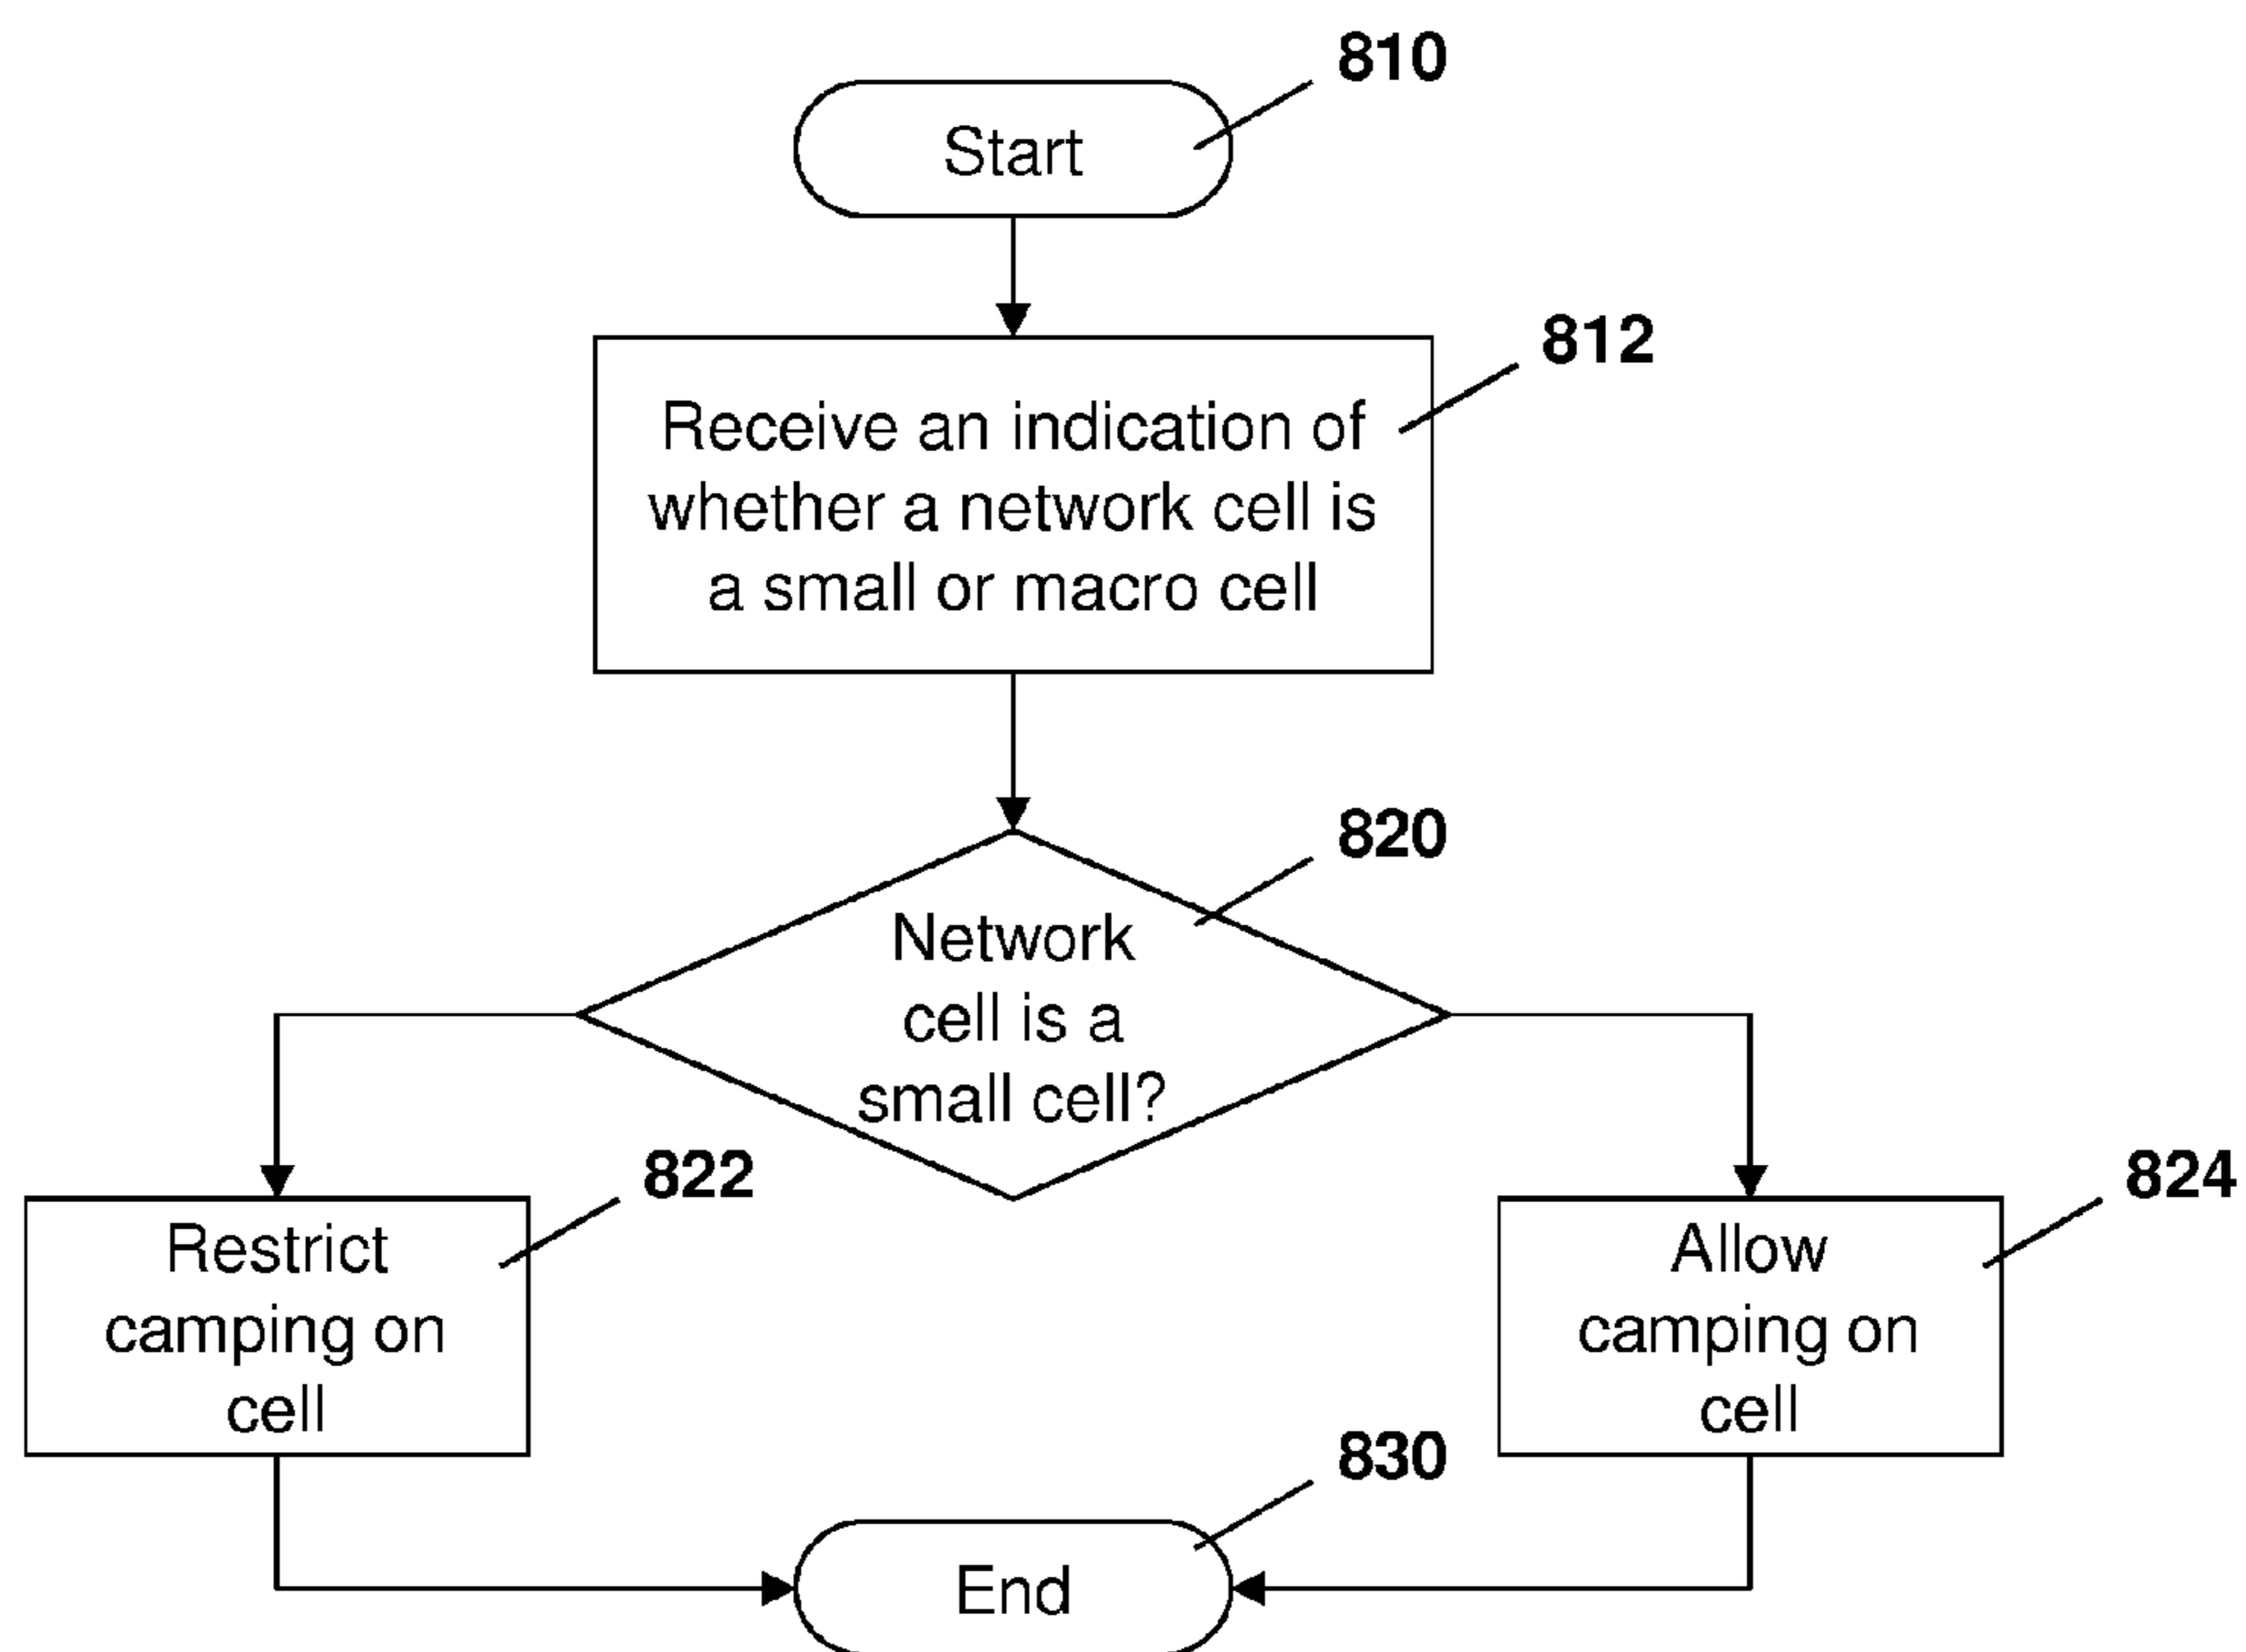 810
Start
812
Receive an indication of
whether a network cell is
a small or macro cell
820
Network
cell is a
small cell?
822
Restrict
camping on
cell
824
Allow
camping on
cell
830
End